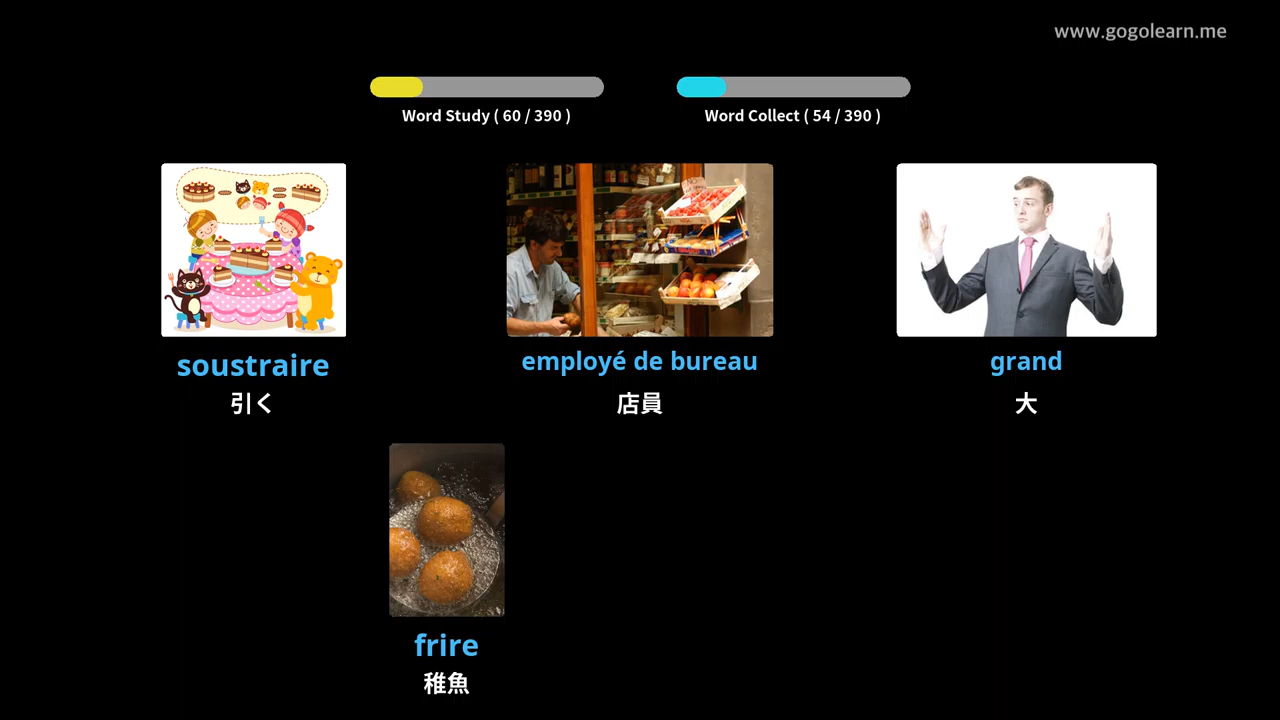 www.gogolearn.me
Word Study ( 60 / 390 )
Word Collect ( 54 / 390 )
soustraire
引く
employé de bureau
店員
grand
大
frire
稚魚